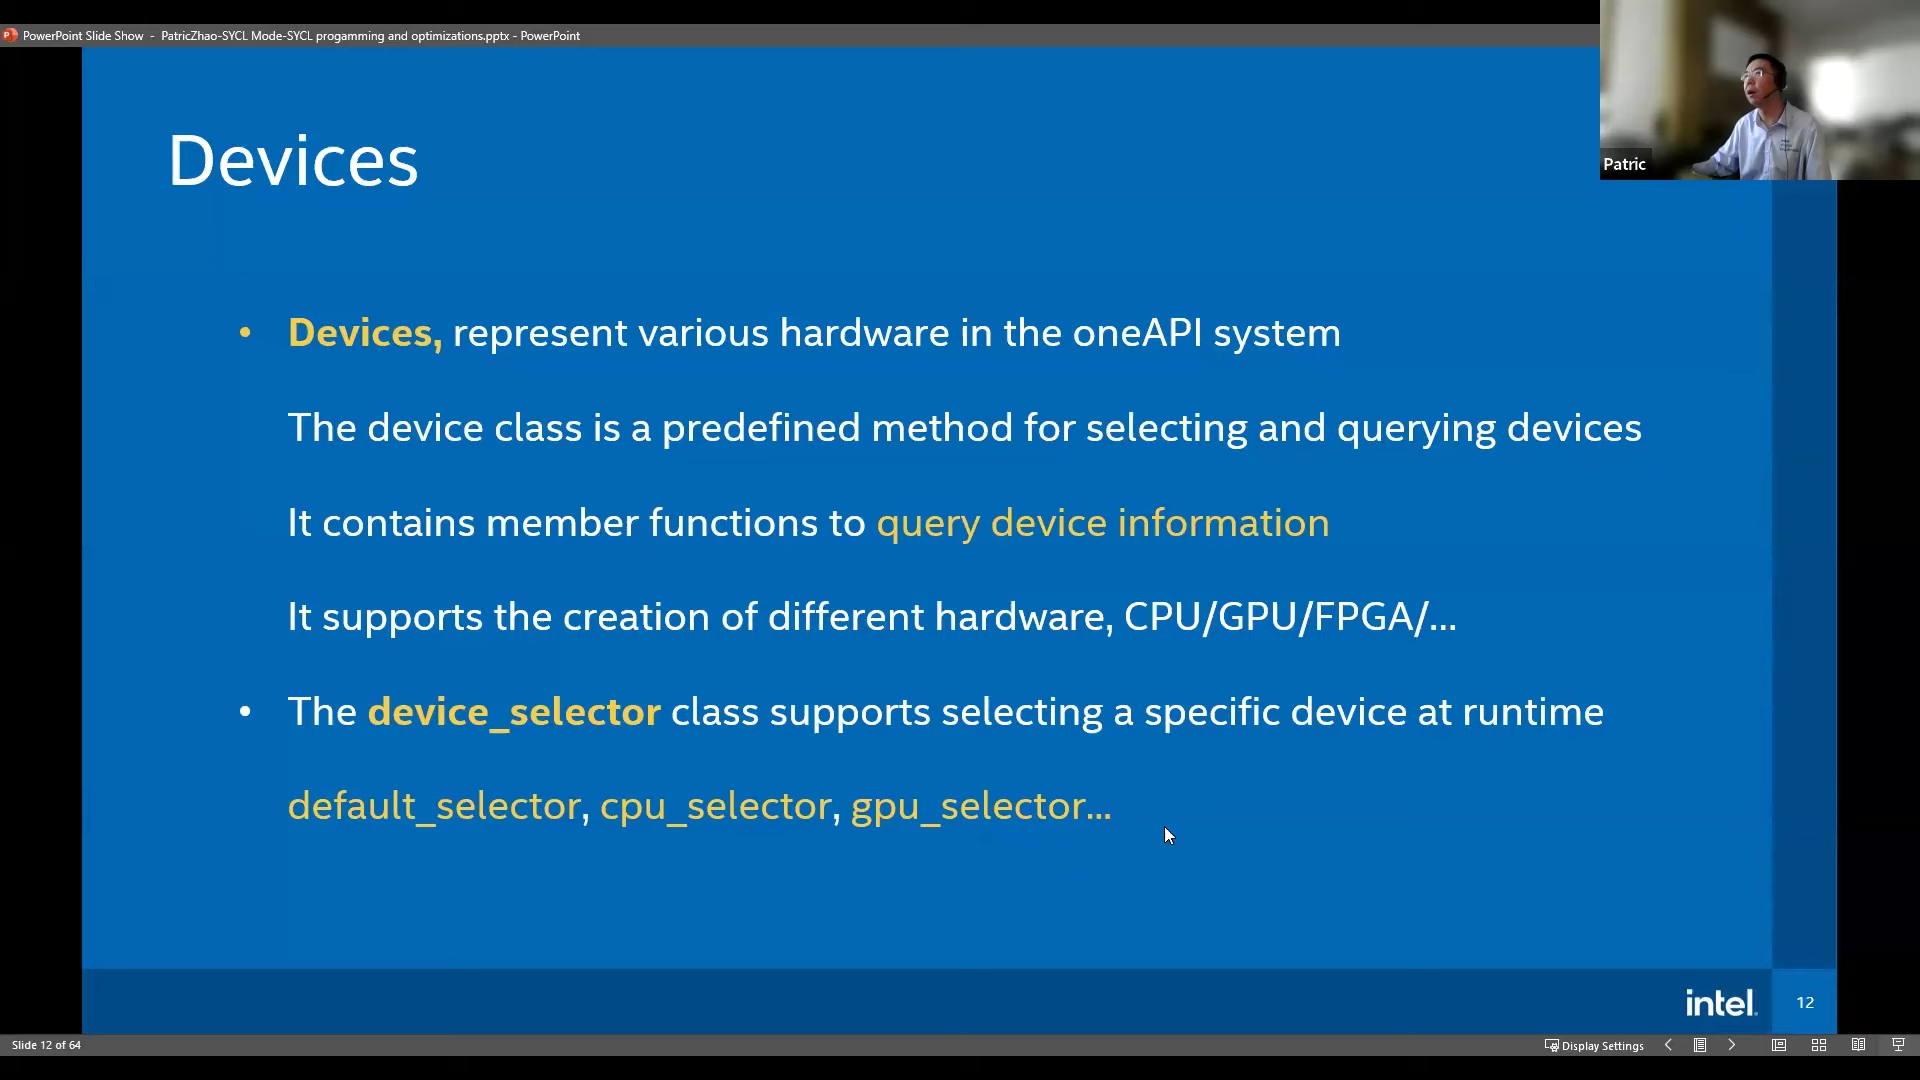 PowerPoint Slide Show - PatricZhao-SYCL Mode-SYCL progamming and optimizations.pptx - PowerPoint
Patric
Devices
• Devices, represent various hardware in the oneAPI system
The device class is a predefined method for selecting and querying devices
It contains member functions to query device information
It supports the creation of different hardware, CPU/GPU/FPGA/...
• The device_selector class supports selecting a specific device at runtime
default_selector, cpu_selector, gpu_selector...
intel.
12
Slide 12 of 64
Display Settings